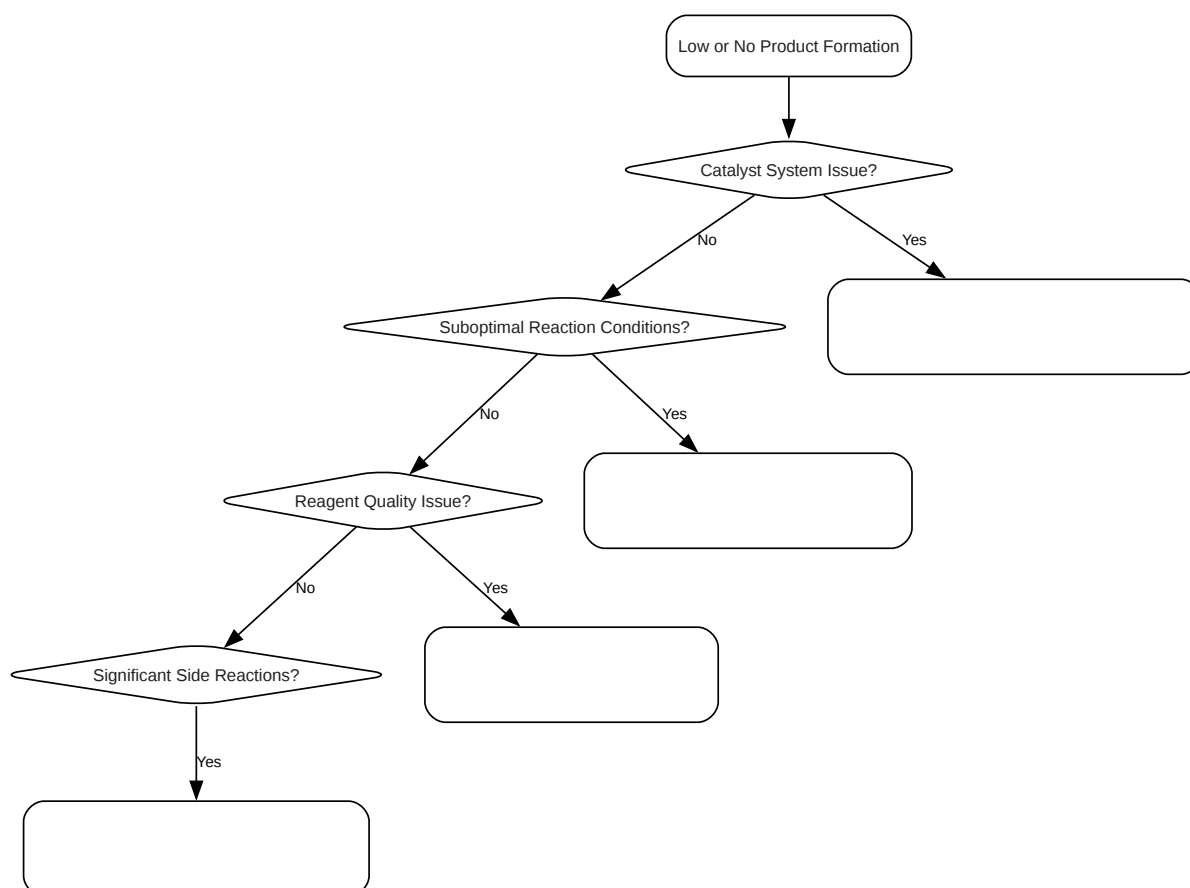 Low or No Product Formation
Catalyst System Issue?
No
Yes
Suboptimal Reaction Conditions?
No
Yes
Reagent Quality Issue?
No
Yes
Significant Side Reactions?
Yes